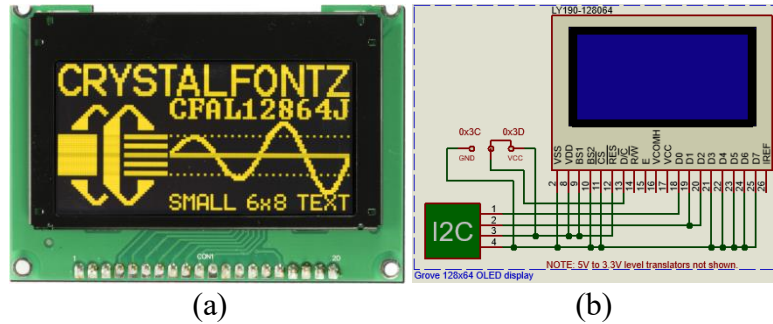 CRYSTALFONTZ
CFAL12864J
SMALL 6x8 TEXT
1 CON1 20
(a)
LY190-128064
0x3C 0x3D
GND VCC
VSS VDD BS1 BS2 CS RES D/C R/W E VCOMH VCC D0 D1 D2 D3 D4 D5 D6 D7 IREF
2 8 9 10 11 12 13 14 15 16 17 18 19 20 21 22 23 24 25 26
I2C
1
2
3
4
NOTE: 5V to 3.3V level translators not shown.
Grove 128x64 OLED display
(b)